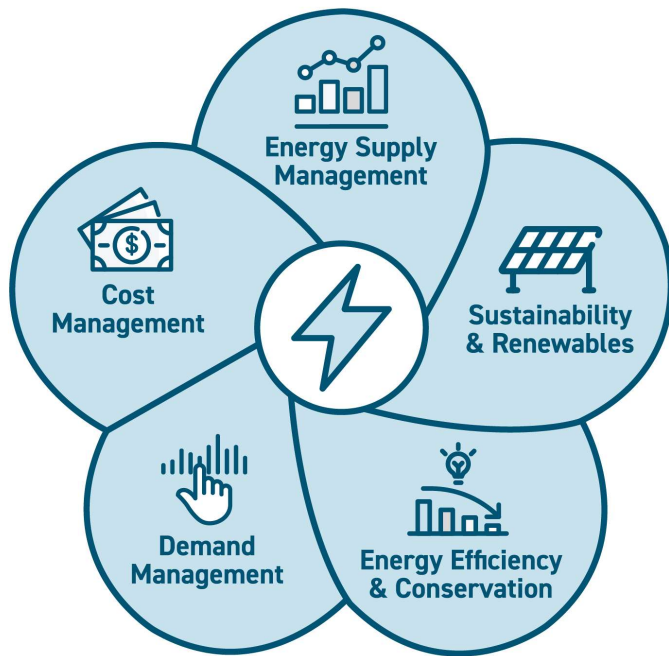 Energy Supply
Management
Sustainability
& Renewables
Energy Efficiency
& Conservation
Demand
Management
Cost
Management
$